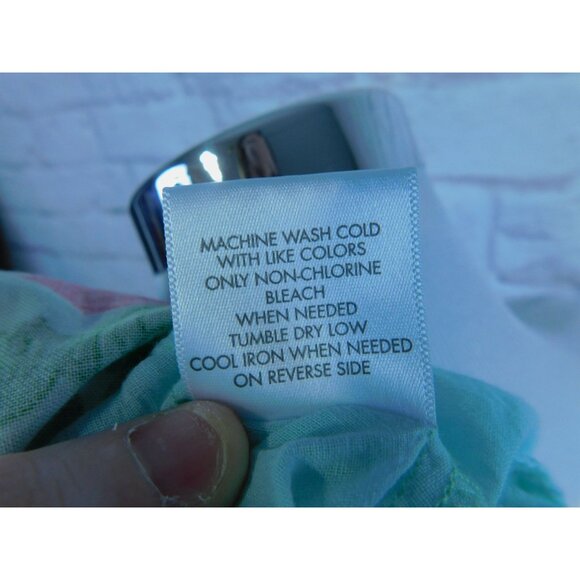 MACHINE WASH COLD
WITH LIKE COLORS
ONLY NON-CHLORINE
BLEACH
WHEN NEEDED
TUMBLE DRY LOW
COOL IRON WHEN NEEDED
ON REVERSE SIDE